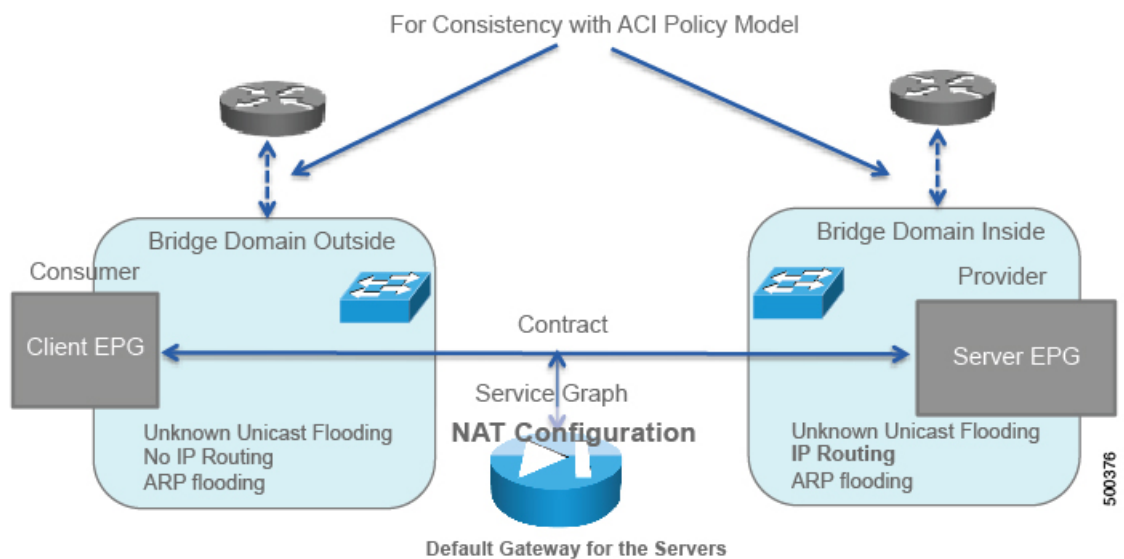 For Consistency with ACI Policy Model
Bridge Domain Outside
Bridge Domain Inside
Consumer
Provider
Contract
Client EPG
Server EPG
Service Graph
NAT Configuration
Unknown Unicast Flooding
No IP Routing
ARP flooding
Unknown Unicast Flooding
IP Routing
ARP flooding
Default Gateway for the Servers
500376